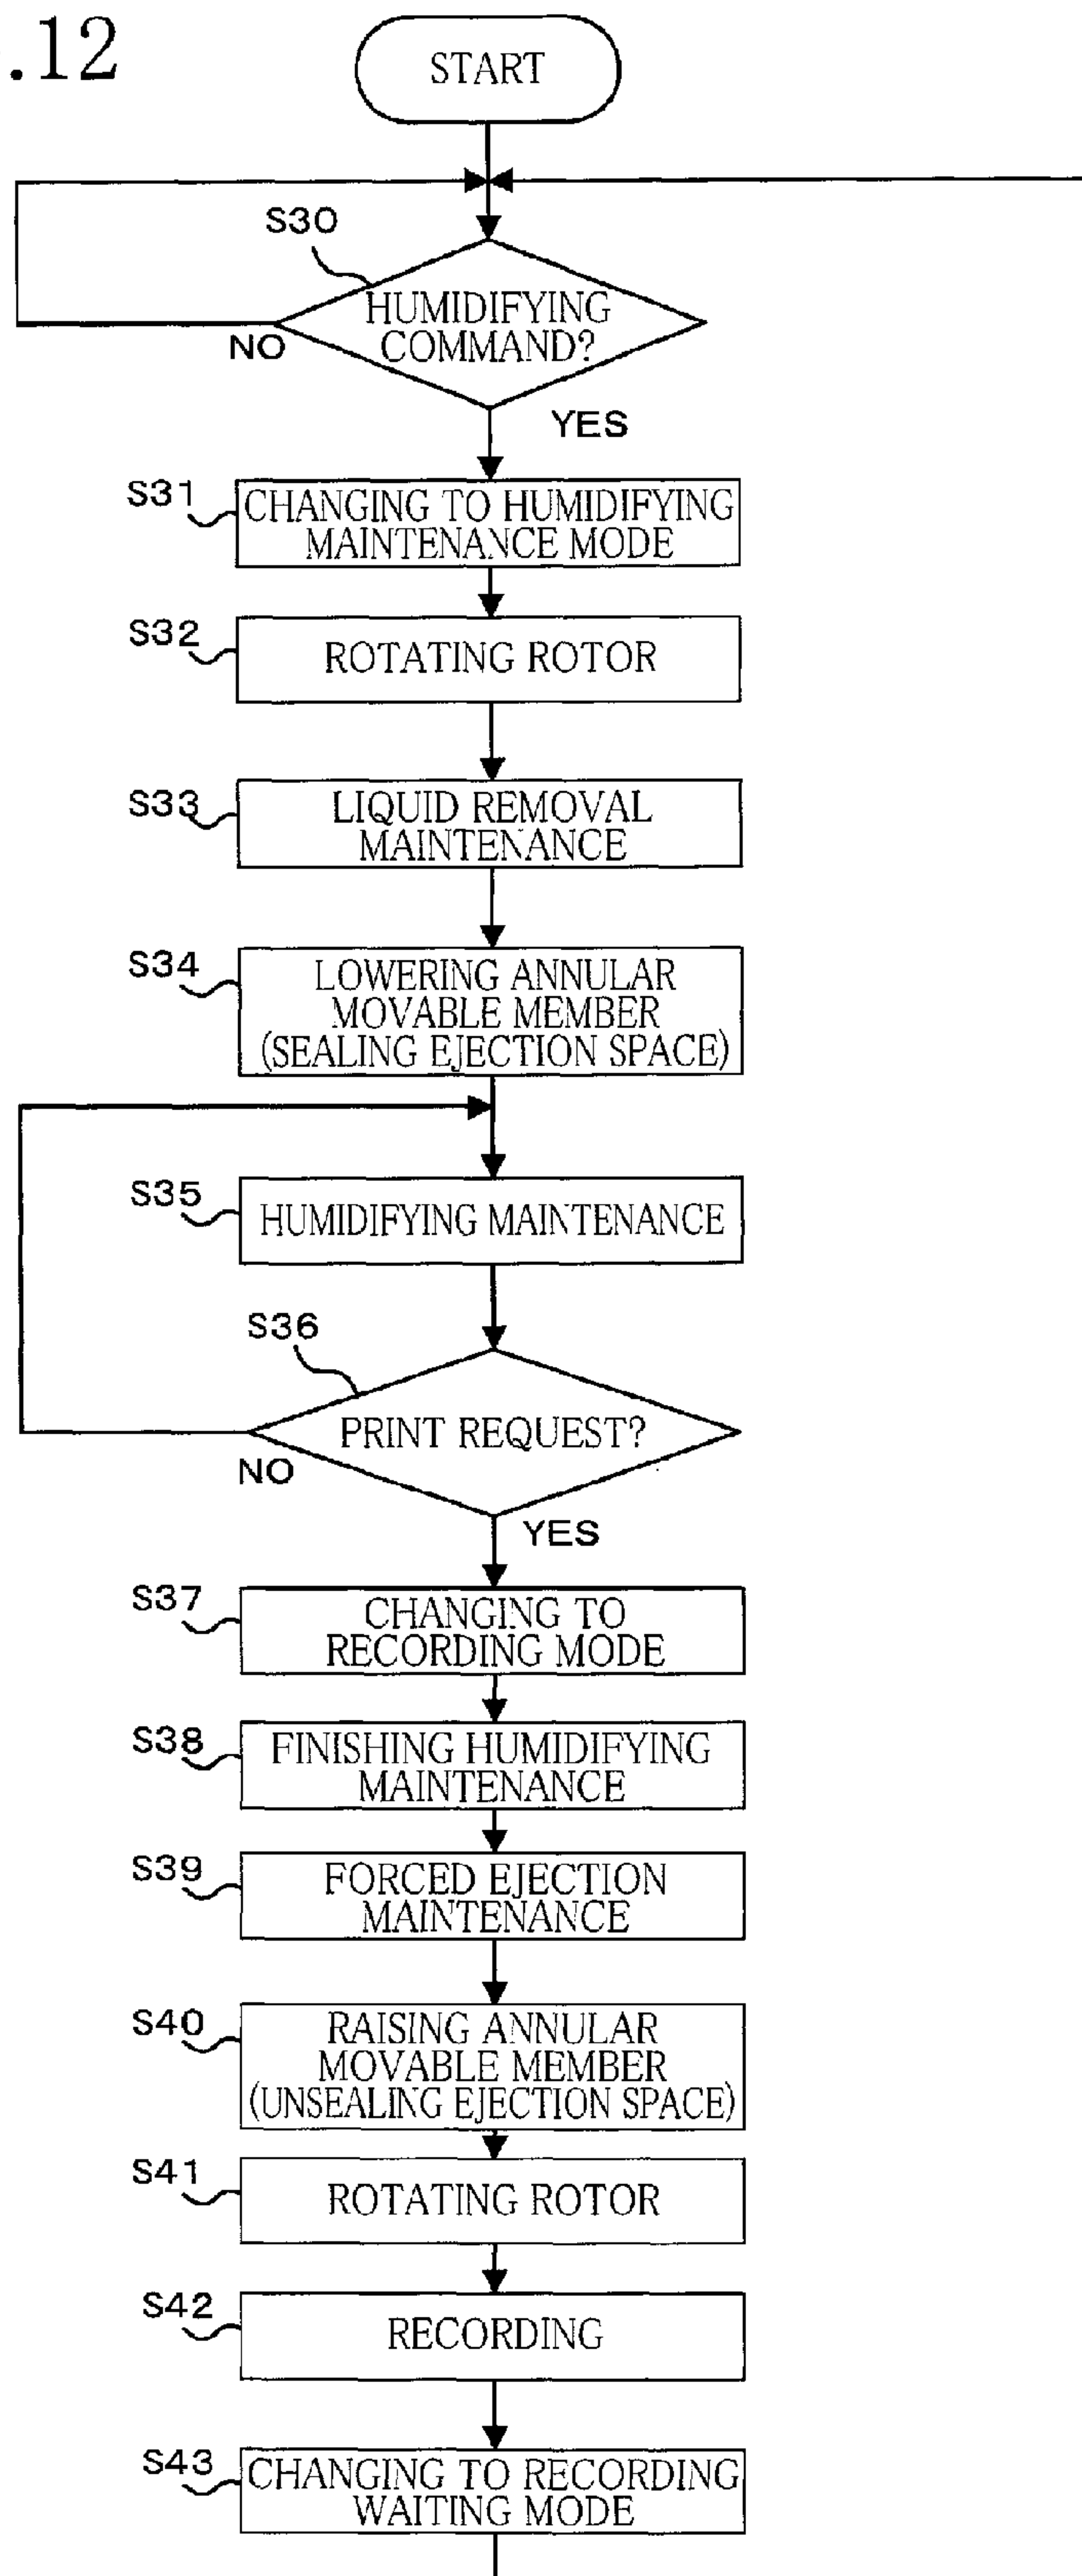 .12
START
S30
HUMIDIFYING
COMMAND?
NO
YES
S31
CHANGING TO HUMIDIFYING
MAINTENANCE MODE
S32
ROTATING ROTOR
S33
LIQUID REMOVAL
MAINTENANCE
S34
LOWERING ANNULAR
MOVABLE MEMBER
(SEALING EJECTION SPACE)
S35
HUMIDIFYING MAINTENANCE
S36
PRINT REQUEST?
NO
YES
S37
CHANGING TO
RECORDING MODE
S38
FINISHING HUMIDIFYING
MAINTENANCE
S39
FORCED EJECTION
MAINTENANCE
S40
RAISING ANNULAR
MOVABLE MEMBER
(UNSEALING EJECTION SPACE)
S41
ROTATING ROTOR
S42
RECORDING
S43
CHANGING TO RECORDING
WAITING MODE